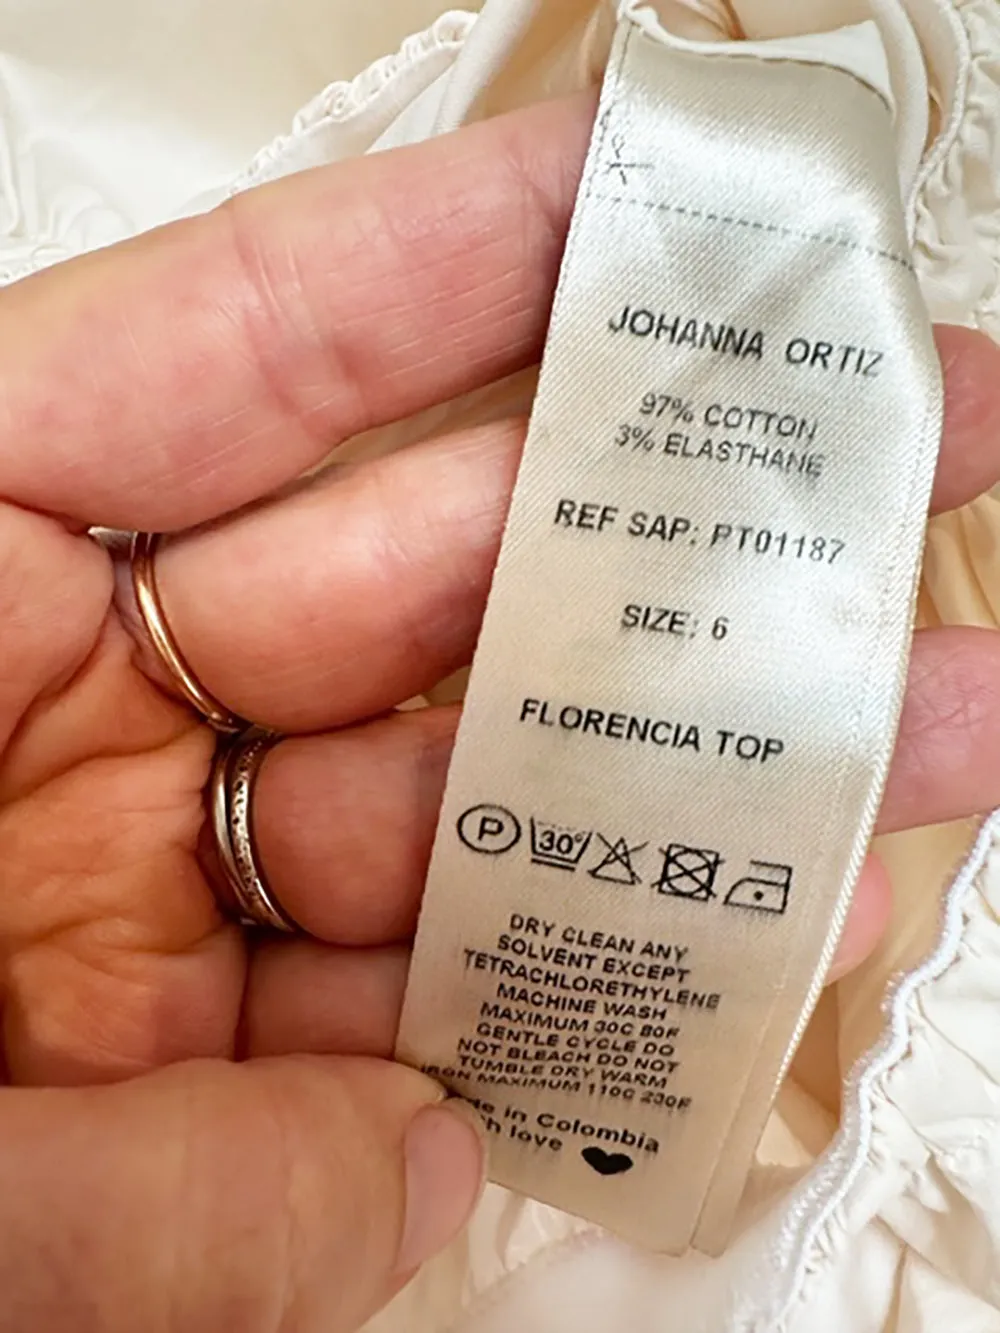 JOHANNA ORTIZ
97% COTTON
3% ELASTHANE
REF SAP: PT01187
SIZE: 6
FLORENCIA TOP
P 30°
DRY CLEAN ANY
SOLVENT EXCEPT
TETRACHLORETHYLENE
MACHINE WASH
MAXIMUM 30C 80F
GENTLE CYCLE DO
NOT BLEACH DO NOT
TUMBLE DRY WARM
IRON MAXIMUM 110C 230F
in Colombia
love